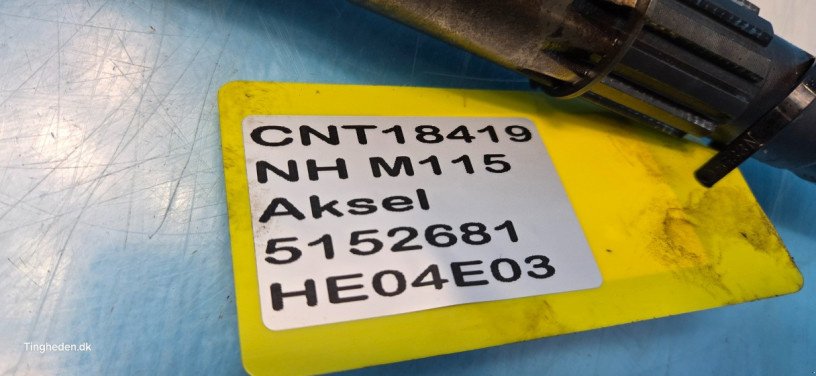 CNT18419
NH M115
Aksel
5152681
HE04E03
Tingheden.dk